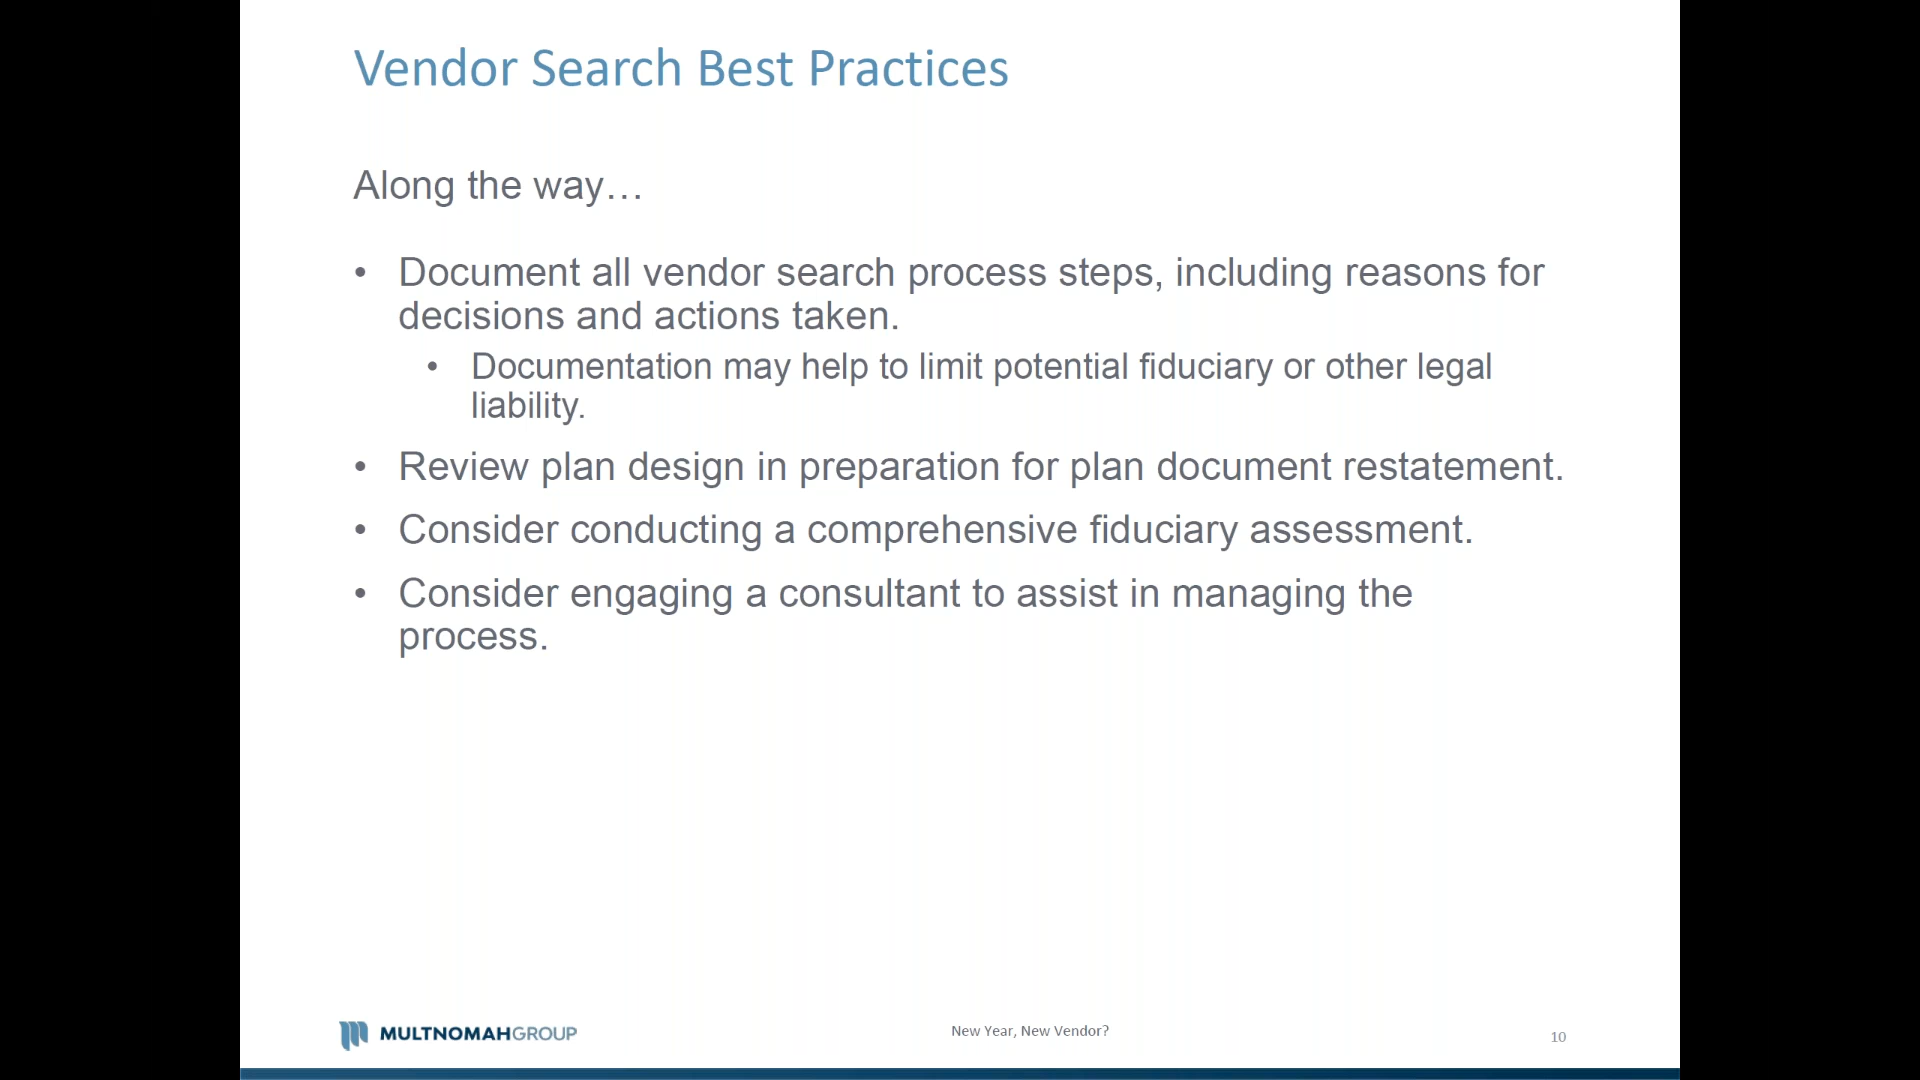 Vendor Search Best Practices
Along the way…
• Document all vendor search process steps, including reasons for
decisions and actions taken.
• Documentation may help to limit potential fiduciary or other legal
liability.
• Review plan design in preparation for plan document restatement.
• Consider conducting a comprehensive fiduciary assessment.
• Consider engaging a consultant to assist in managing the
process.
MULTNOMAHGROUP
New Year, New Vendor?
10